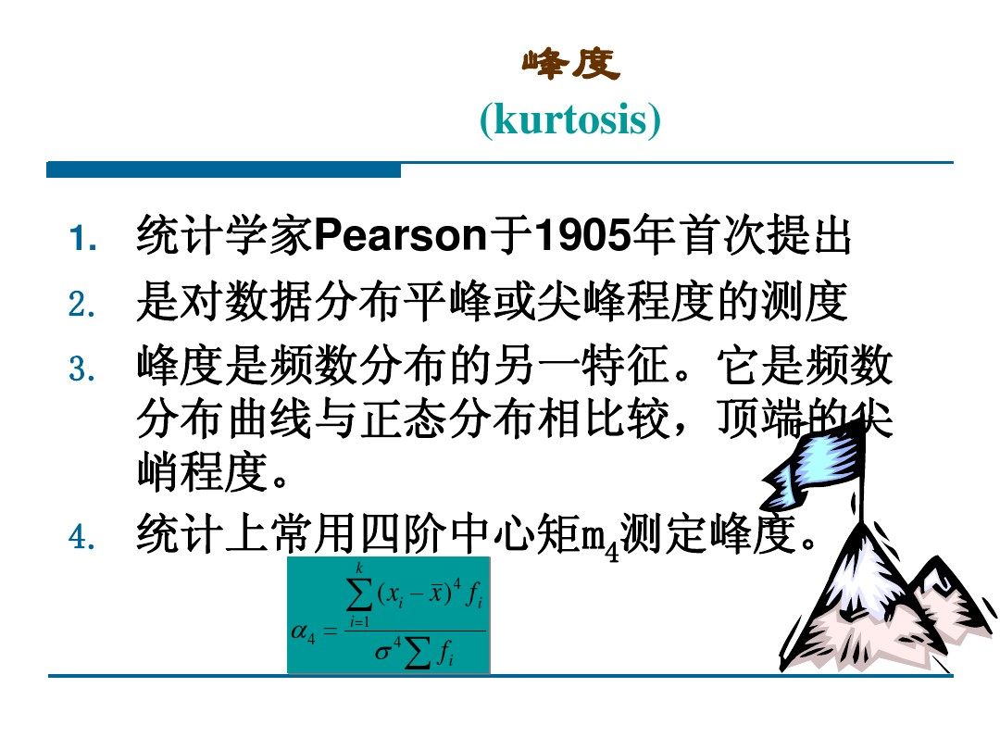 峰度
(kurtosis)
1. 统计学家Pearson于1905年首次提出
2. 是对数据分布平峰或尖峰程度的测度
3. 峰度是频数分布的另一特征。它是频数
分布曲线与正态分布相比较，顶端的尖
峭程度。
4. 统计上常用四阶中心矩m₄测定峰度。
α₄ = \frac{\sum_{i=1}^{k} (x_i − \bar{x})^4 f_i}{σ^4 \sum f_i}